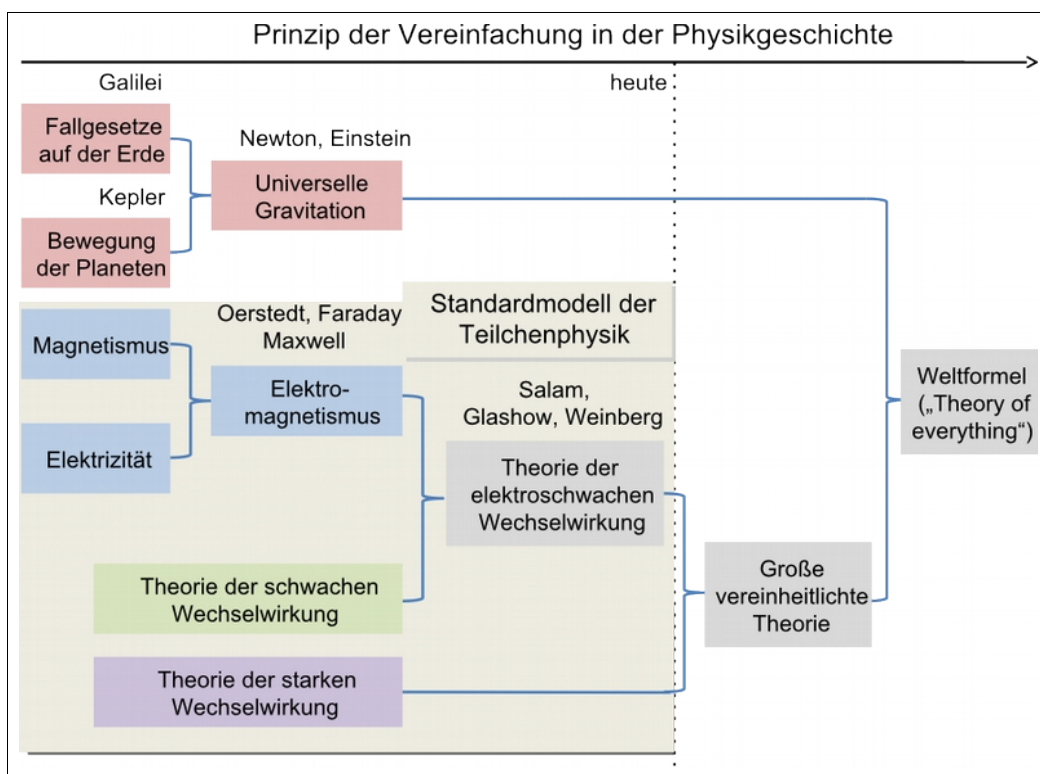 Prinzip der Vereinfachung in der Physikgeschichte
Galilei
heute
Fallgesetze
auf der Erde
Newton, Einstein
Kepler
Universelle
Gravitation
Bewegung
der Planeten
Oerstedt, Faraday
Maxwell
Standardmodell der
Teilchenphysik
Magnetismus
Elektro-
magnetismus
Salam,
Glashow, Weinberg
Weltformel
(„Theory of
everything“)
Elektrizität
Theorie der
elektroschwachen
Wechselwirkung
Theorie der schwachen
Wechselwirkung
Große
vereinheitlichte
Theorie
Theorie der starken
Wechselwirkung